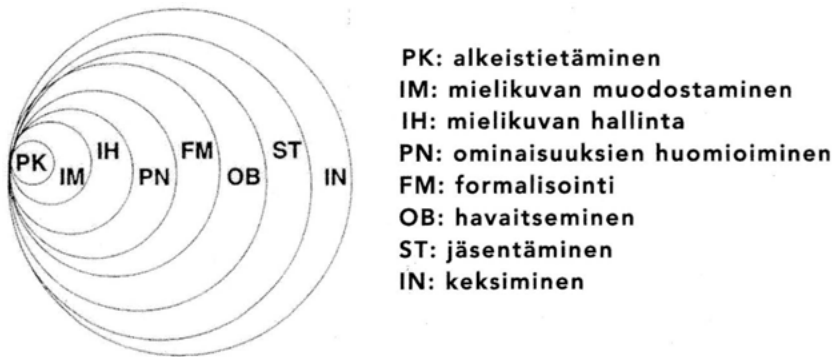 PK
IM
IH
PN
FM
OB
ST
IN
PK: alkeistietäminen
IM: mielikuvan muodostaminen
IH: mielikuvan hallinta
PN: ominaisuuksien huomioiminen
FM: formalisointi
OB: havaitseminen
ST: jäsentäminen
IN: keksiminen